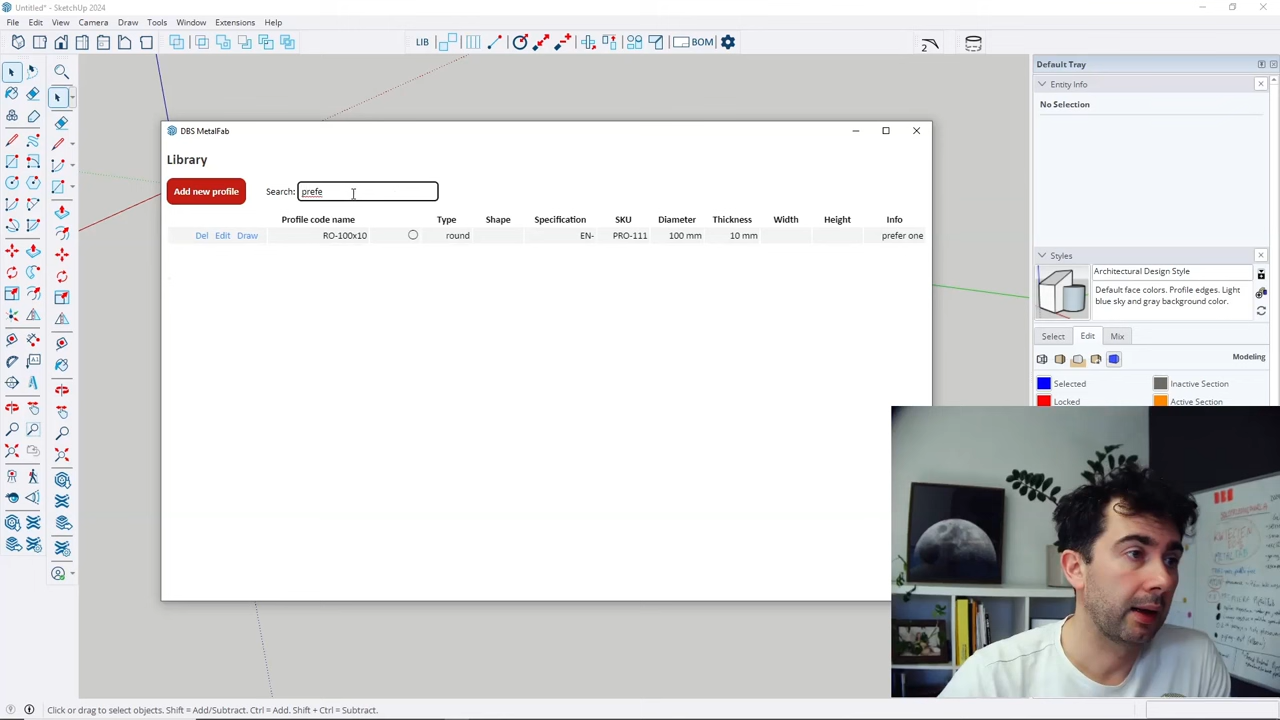 Untitled* - SketchUp 2024
File Edit View Camera Draw Tools Window Extensions Help
LIB BOM
Default Tray
Entity Info
No Selection
DBS MetalFab
Library
Add new profile Search: prefe
Profile code name Type Shape Specification SKU Diameter Thickness Width Height Info
Del Edit Draw RO-100x10 round EN- PRO-111 100 mm 10 mm prefer one
Styles
Architectural Design Style
Default face colors. Profile edges. Light
blue sky and gray background color.
Select Edit Mix
Modeling
Selected Inactive Section
Locked Active Section
Click or drag to select objects. Shift = Add/Subtract. Ctrl = Add. Shift + Ctrl = Subtract.